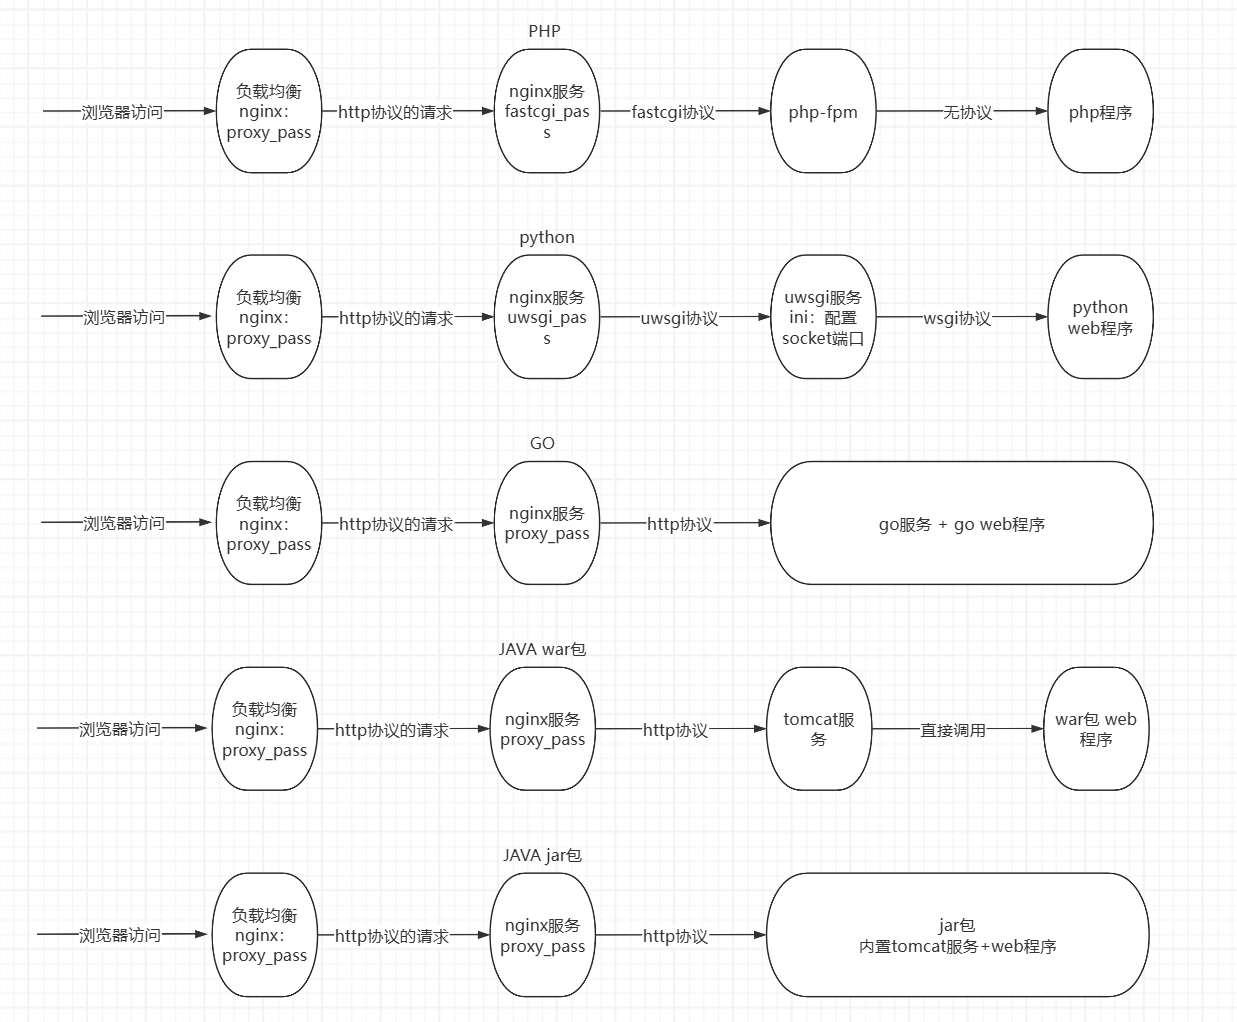 PHP
浏览器访问
负载均衡
nginx：
proxy_pass
http协议的请求
nginx服务
fastcgi_pas
s
fastcgi协议
php-fpm
无协议
php程序
python
浏览器访问
负载均衡
nginx：
proxy_pass
http协议的请求
nginx服务
uwsgi_pas
s
uwsgi协议
uwsgi服务
ini：配置
socket端口
wsgi协议
python
web程序
GO
浏览器访问
负载均衡
nginx：
proxy_pass
http协议的请求
nginx服务
proxy_pass
http协议
go服务 + go web程序
JAVA war包
浏览器访问
负载均衡
nginx：
proxy_pass
http协议的请求
nginx服务
proxy_pass
http协议
tomcat服
务
直接调用
war包 web
程序
JAVA jar包
浏览器访问
负载均衡
nginx：
proxy_pass
http协议的请求
nginx服务
proxy_pass
http协议
jar包
内置tomcat服务+web程序